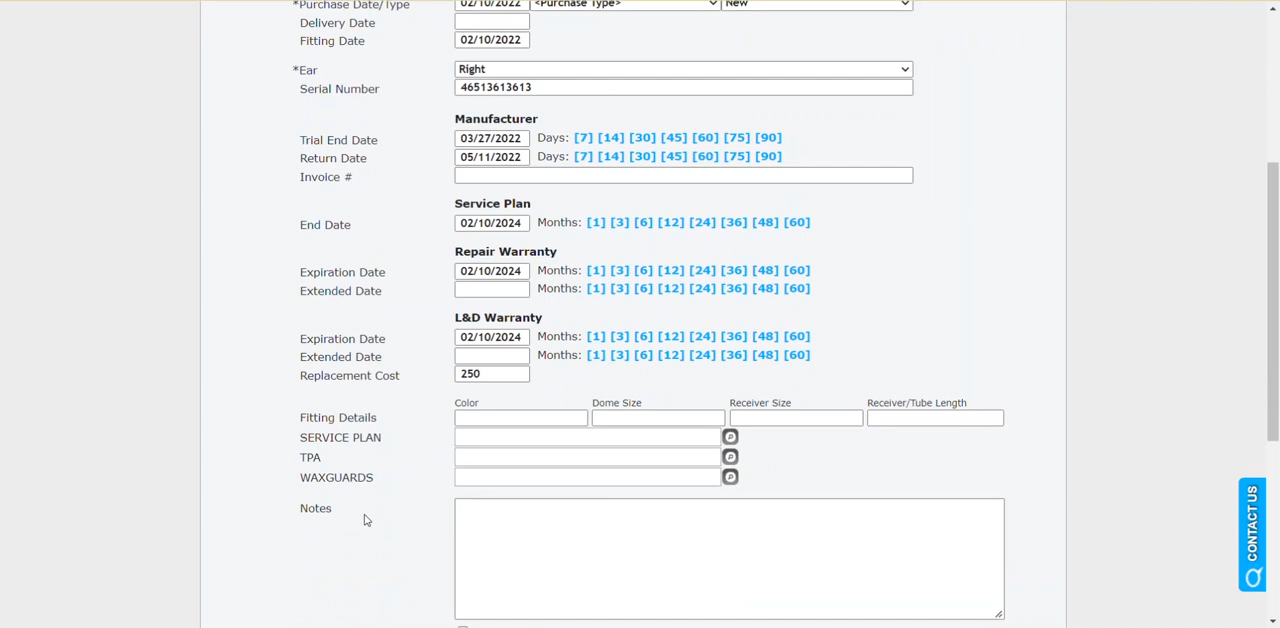 *Purchase Date/Type 02/10/2022 <Purchase Type> New
Delivery Date
Fitting Date 02/10/2022
*Ear Right
Serial Number 46513613613
Manufacturer
Trial End Date 03/27/2022 Days: [7] [14] [30] [45] [60] [75] [90]
Return Date 05/11/2022 Days: [7] [14] [30] [45] [60] [75] [90]
Invoice #
Service Plan
End Date 02/10/2024 Months: [1] [3] [6] [12] [24] [36] [48] [60]
Repair Warranty
Expiration Date 02/10/2024 Months: [1] [3] [6] [12] [24] [36] [48] [60]
Extended Date Months: [1] [3] [6] [12] [24] [36] [48] [60]
L&D Warranty
Expiration Date 02/10/2024 Months: [1] [3] [6] [12] [24] [36] [48] [60]
Extended Date Months: [1] [3] [6] [12] [24] [36] [48] [60]
Replacement Cost 250
Color Dome Size Receiver Size Receiver/Tube Length
Fitting Details
SERVICE PLAN
TPA
WAXGUARDS
Notes
CONTACT US